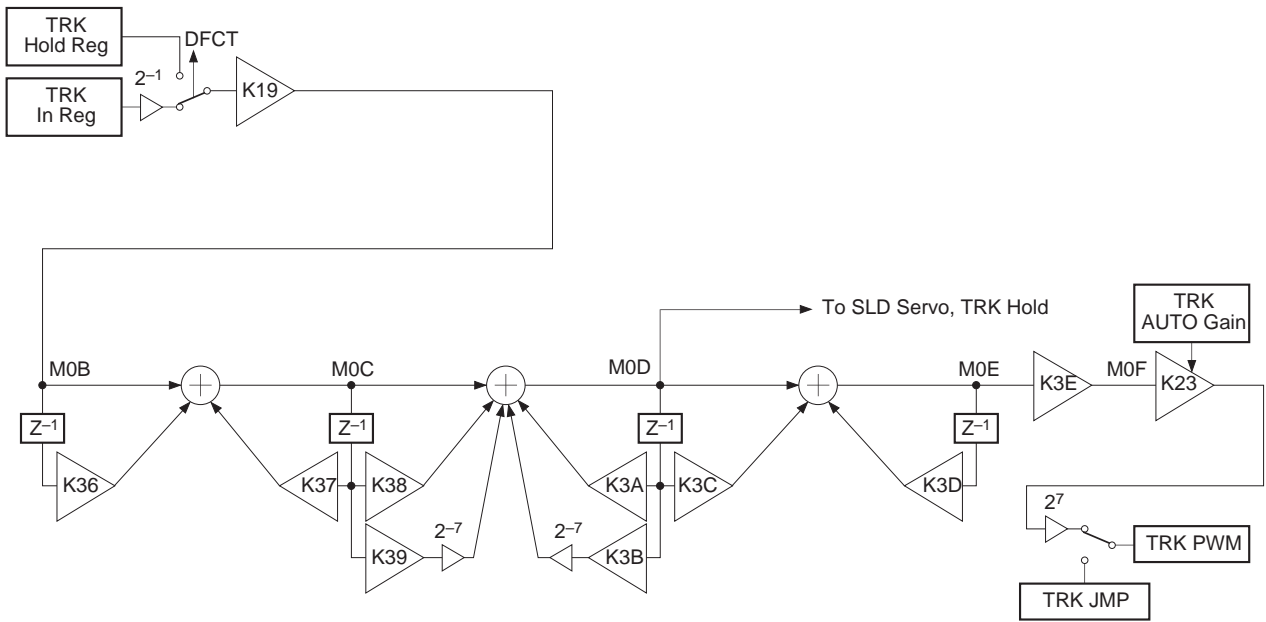 TRK
Hold Reg
DFCT
2⁻¹
TRK
In Reg
K19
To SLD Servo, TRK Hold
TRK
AUTO Gain
M0B
M0C
M0D
M0E
K3E
M0F
K23
Z⁻¹
Z⁻¹
Z⁻¹
Z⁻¹
K36
K37
K38
K3A
K3C
K3D
K39
2⁻⁷
2⁻⁷
K3B
2⁷
TRK PWM
TRK JMP